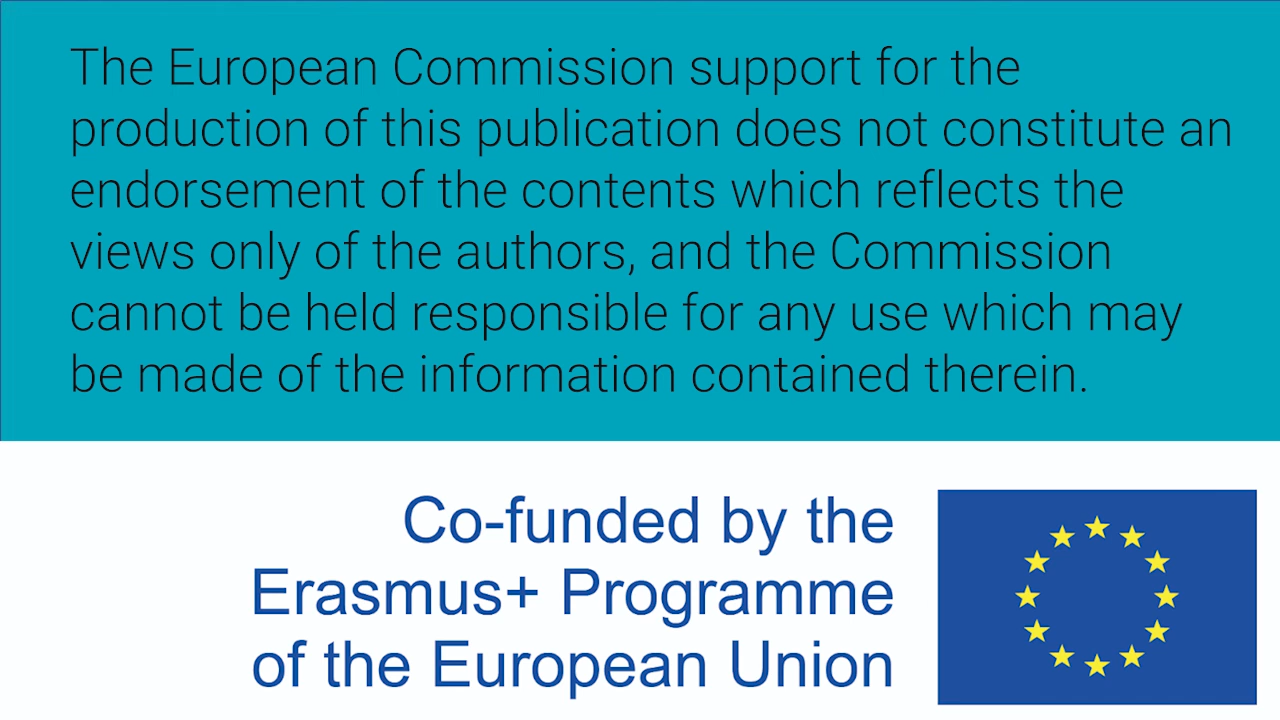 The European Commission support for the
production of this publication does not constitute an
endorsement of the contents which reflects the
views only of the authors, and the Commission
cannot be held responsible for any use which may
be made of the information contained therein.
Co-funded by the
Erasmus+ Programme
of the European Union